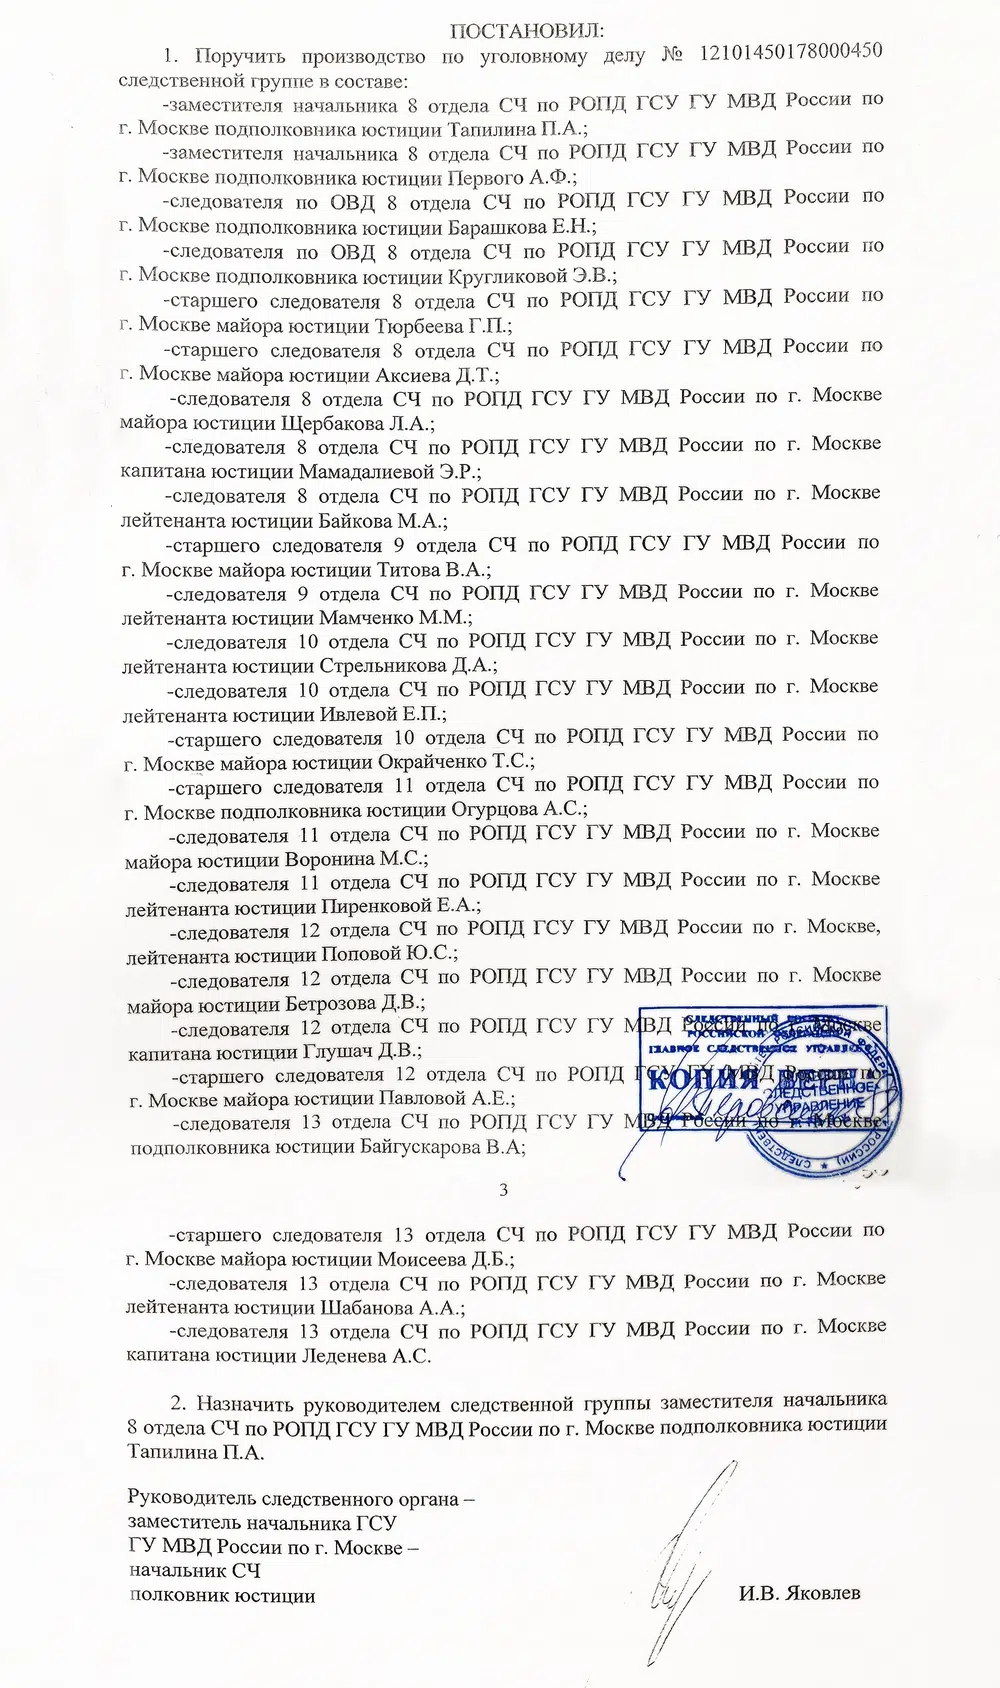 ПОСТАНОВИЛ:
1. Поручить производство по уголовному делу № 12101450178000450
следственной группе в составе:
-заместителя начальника 8 отдела СЧ по РОПД ГСУ ГУ МВД России по
г. Москве подполковника юстиции Тапилина П.А.;
-заместителя начальника 8 отдела СЧ по РОПД ГСУ ГУ МВД России по
г. Москве подполковника юстиции Первого А.Ф.;
-следователя по ОВД 8 отдела СЧ по РОПД ГСУ ГУ МВД России по
г. Москве подполковника юстиции Барашкова Е.Н.;
-следователя по ОВД 8 отдела СЧ по РОПД ГСУ ГУ МВД России по
г. Москве подполковника юстиции Кругликовой Э.В.;
-старшего следователя 8 отдела СЧ по РОПД ГСУ ГУ МВД России по
г. Москве майора юстиции Тюрбеева Г.П.;
-старшего следователя 8 отдела СЧ по РОПД ГСУ ГУ МВД России по
г. Москве майора юстиции Аксиева Д.Т.;
-следователя 8 отдела СЧ по РОПД ГСУ ГУ МВД России по г. Москве
майора юстиции Щербакова Л.А.;
-следователя 8 отдела СЧ по РОПД ГСУ ГУ МВД России по г. Москве
капитана юстиции Мамадалиевой Э.Р.;
-следователя 8 отдела СЧ по РОПД ГСУ ГУ МВД России по г. Москве
лейтенанта юстиции Байкова М.А.;
-старшего следователя 9 отдела СЧ по РОПД ГСУ ГУ МВД России по
г. Москве майора юстиции Титова В.А.;
-следователя 9 отдела СЧ по РОПД ГСУ ГУ МВД России по г. Москве
лейтенанта юстиции Мамченко М.М.;
-следователя 10 отдела СЧ по РОПД ГСУ ГУ МВД России по г. Москве
лейтенанта юстиции Стрельникова Д.А.;
-следователя 10 отдела СЧ по РОПД ГСУ ГУ МВД России по г. Москве
лейтенанта юстиции Ивлевой Е.П.;
-старшего следователя 10 отдела СЧ по РОПД ГСУ ГУ МВД России по
г. Москве майора юстиции Окрайченко Т.С.;
-старшего следователя 11 отдела СЧ по РОПД ГСУ ГУ МВД России по
г. Москве подполковника юстиции Огурцова А.С.;
-следователя 11 отдела СЧ по РОПД ГСУ ГУ МВД России по г. Москве
майора юстиции Воронина М.С.;
-следователя 11 отдела СЧ по РОПД ГСУ ГУ МВД России по г. Москве
лейтенанта юстиции Пиренковой Е.А.;
-следователя 12 отдела СЧ по РОПД ГСУ ГУ МВД России по г. Москве,
лейтенанта юстиции Поповой Ю.С.;
-следователя 12 отдела СЧ по РОПД ГСУ ГУ МВД России по г. Москве
майора юстиции Бетрозова Д.В.;
-следователя 12 отдела СЧ по РОПД ГСУ ГУ МВД России по г. Москве
капитана юстиции Глушач Д.В.;
-старшего следователя 12 отдела СЧ по РОПД ГСУ ГУ МВД России по
г. Москве майора юстиции Павловой А.Е.;
-следователя 13 отдела СЧ по РОПД ГСУ ГУ МВД России по г. Москве
подполковника юстиции Байгускарова В.А;
СЛЕДСТВЕННЫЙ КОМИТЕТ
РОССИЙСКОЙ ФЕДЕРАЦИИ
ГЛАВНОЕ СЛЕДСТВЕННОЕ УПРАВЛЕНИЕ
КОПИЯ ВЕРНА
СЛЕДСТВЕННОЕ
УПРАВЛЕНИЕ
3
-старшего следователя 13 отдела СЧ по РОПД ГСУ ГУ МВД России по
г. Москве майора юстиции Моисеева Д.Б.;
-следователя 13 отдела СЧ по РОПД ГСУ ГУ МВД России по г. Москве
лейтенанта юстиции Шабанова А.А.;
-следователя 13 отдела СЧ по РОПД ГСУ ГУ МВД России по г. Москве
капитана юстиции Леденева А.С.
2. Назначить руководителем следственной группы заместителя начальника
8 отдела СЧ по РОПД ГСУ ГУ МВД России по г. Москве подполковника юстиции
Тапилина П.А.
Руководитель следственного органа –
заместитель начальника ГСУ
ГУ МВД России по г. Москве –
начальник СЧ
полковник юстиции
И.В. Яковлев